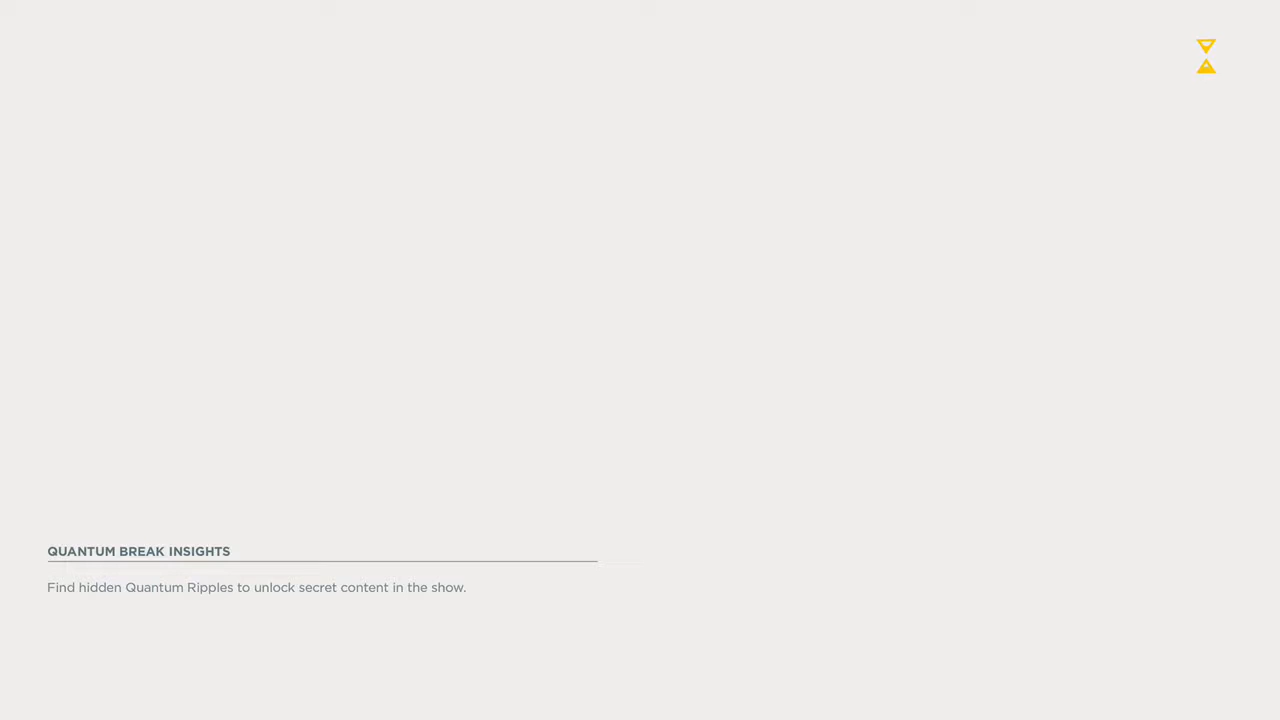 QUANTUM BREAK INSIGHTS
Find hidden Quantum Ripples to unlock secret content in the show.